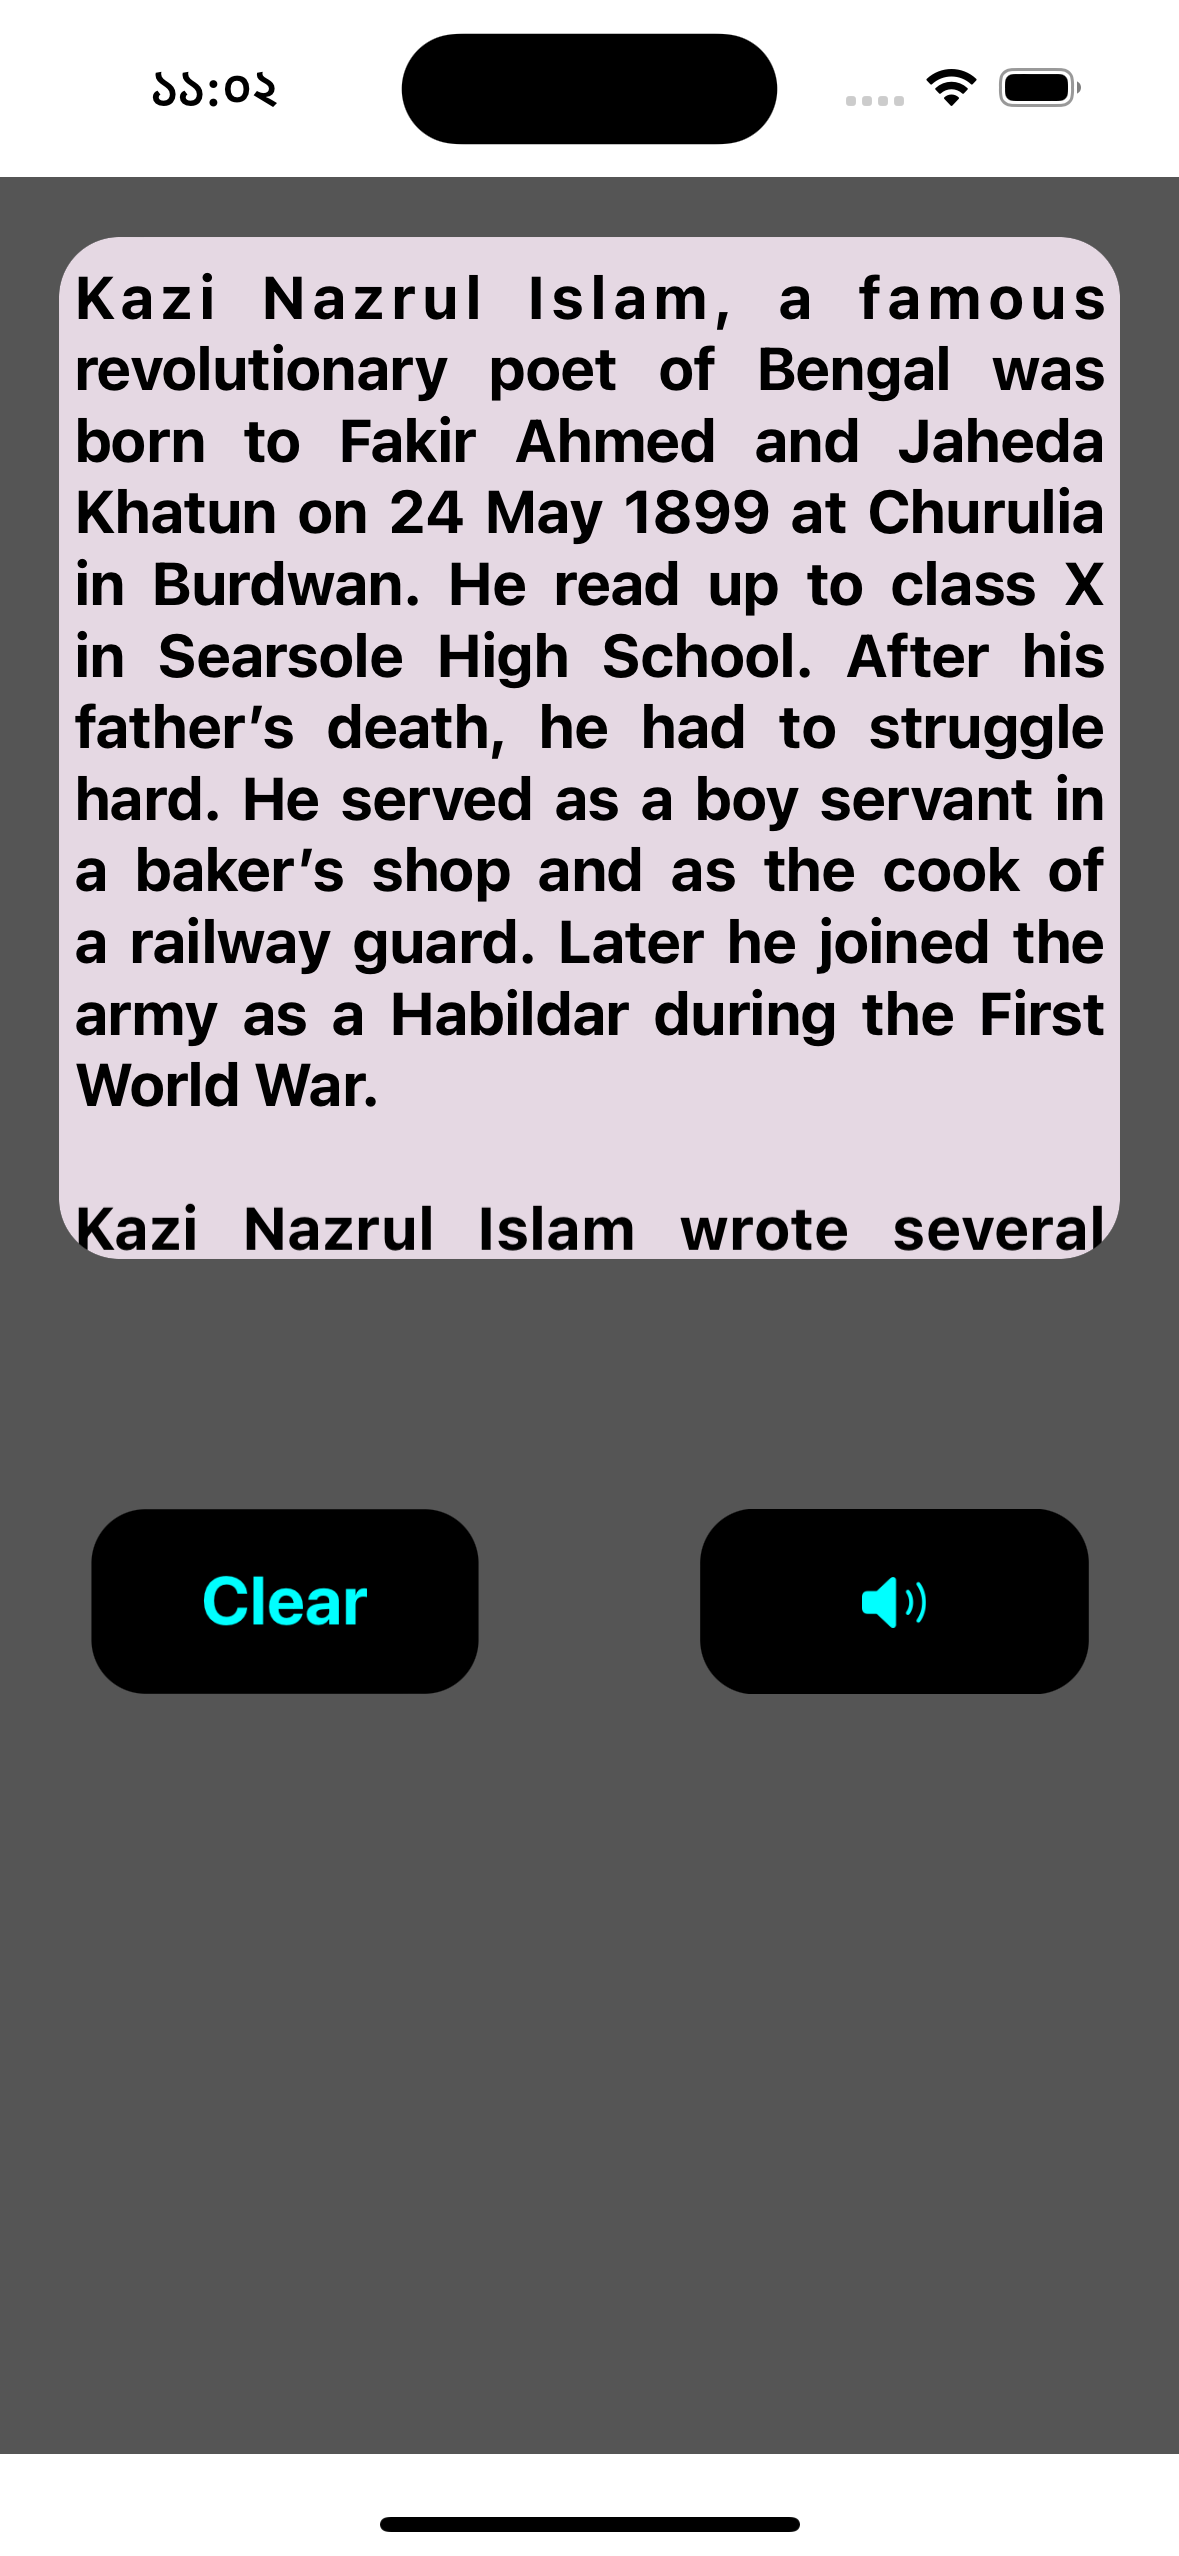 ১১:০২
Kazi Nazrul Islam, a famous
revolutionary poet of Bengal was
born to Fakir Ahmed and Jaheda
Khatun on 24 May 1899 at Churulia
in Burdwan. He read up to class X
in Searsole High School. After his
father’s death, he had to struggle
hard. He served as a boy servant in
a baker’s shop and as the cook of
a railway guard. Later he joined the
army as a Habildar during the First
World War.
Kazi Nazrul Islam wrote several
Clear